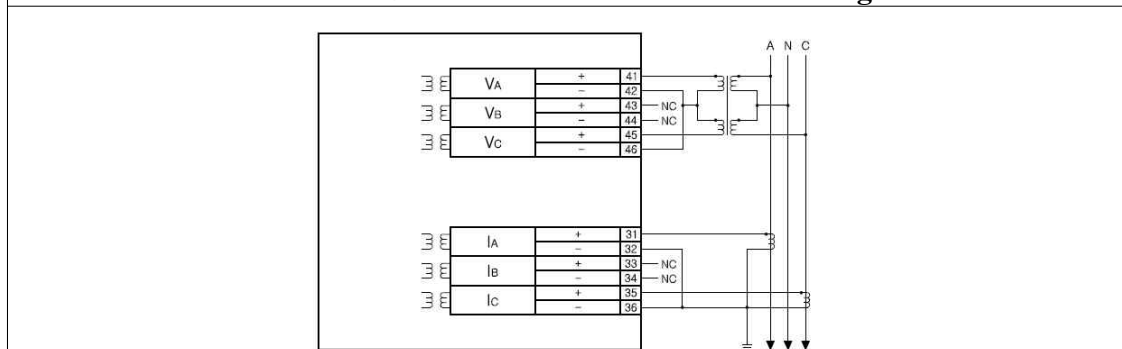 A N C
VA + 41
− 42
VB + 43 NC
− 44 NC
VC + 45
− 46
IA + 31
− 32
IB + 33 NC
− 34 NC
IC + 35
− 36